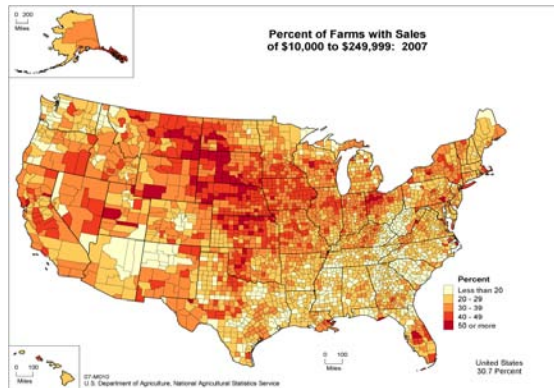 0 200
Miles
Percent of Farms with Sales
of $10,000 to $249,999: 2007
Percent
Less than 20
20 - 29
30 - 39
40 - 49
50 or more
0 100
Miles
0 100
Miles
United States
30.7 Percent
07-M010
U.S. Department of Agriculture, National Agricultural Statistics Service